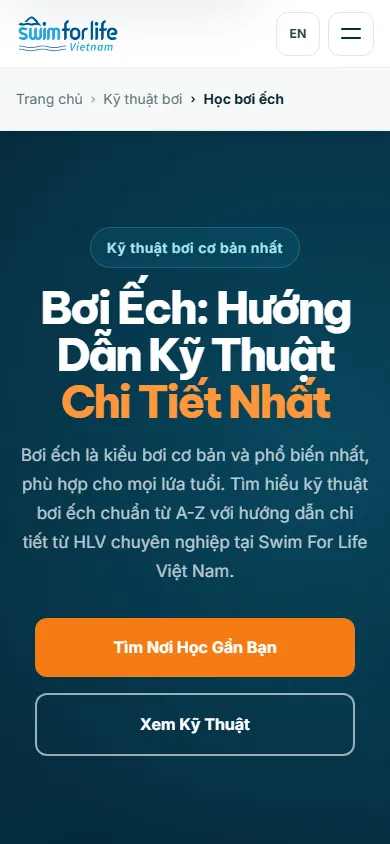 swimforlife
Vietnam
EN
Trang chủ › Kỹ thuật bơi › Học bơi ếch
Kỹ thuật bơi cơ bản nhất
Bơi Ếch: Hướng
Dẫn Kỹ Thuật
Chi Tiết Nhất
Bơi ếch là kiểu bơi cơ bản và phổ biến nhất,
phù hợp cho mọi lứa tuổi. Tìm hiểu kỹ thuật
bơi ếch chuẩn từ A-Z với hướng dẫn chi
tiết từ HLV chuyên nghiệp tại Swim For Life
Việt Nam.
Tìm Nơi Học Gần Bạn
Xem Kỹ Thuật